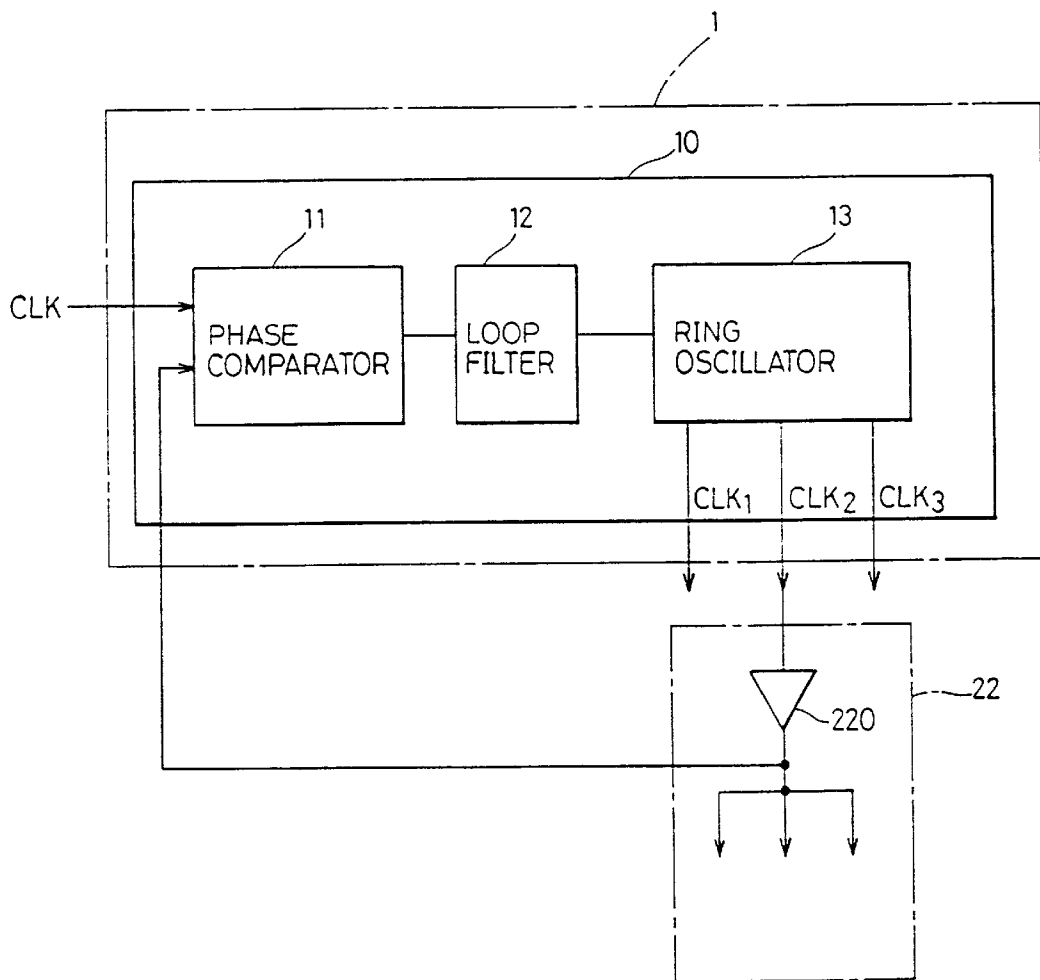 1
10
11
12
13
CLK
PHASE
COMPARATOR
LOOP
FILTER
RING
OSCILLATOR
CLK1
CLK2
CLK3
22
220